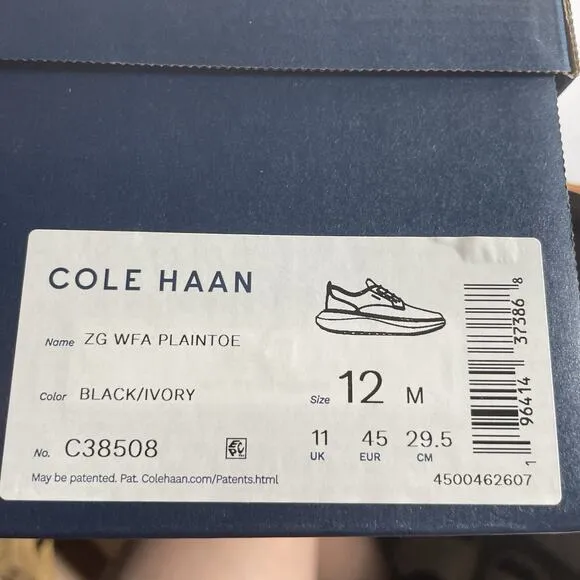 COLE HAAN
Name ZG WFA PLAINTOE
Color BLACK/IVORY
Size 12 M
No. C38508
11 45 29.5
UK EUR CM
May be patented. Pat. Colehaan.com/Patents.html
4500462607
1 96414 37386 8